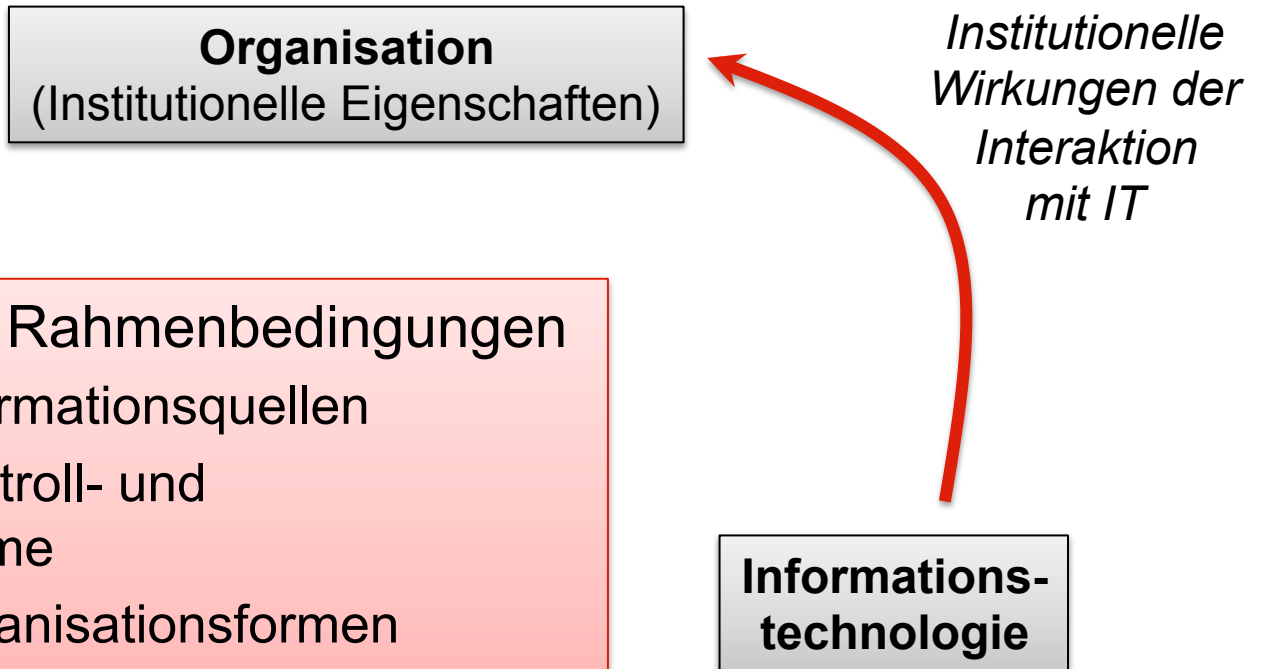 Organisation
(Institutionelle Eigenschaften)
Institutionelle
Wirkungen der
Interaktion
mit IT
Rahmenbedingungen
rmationsquellen
troll- und
me
anisationsformen
Informations-
technologie